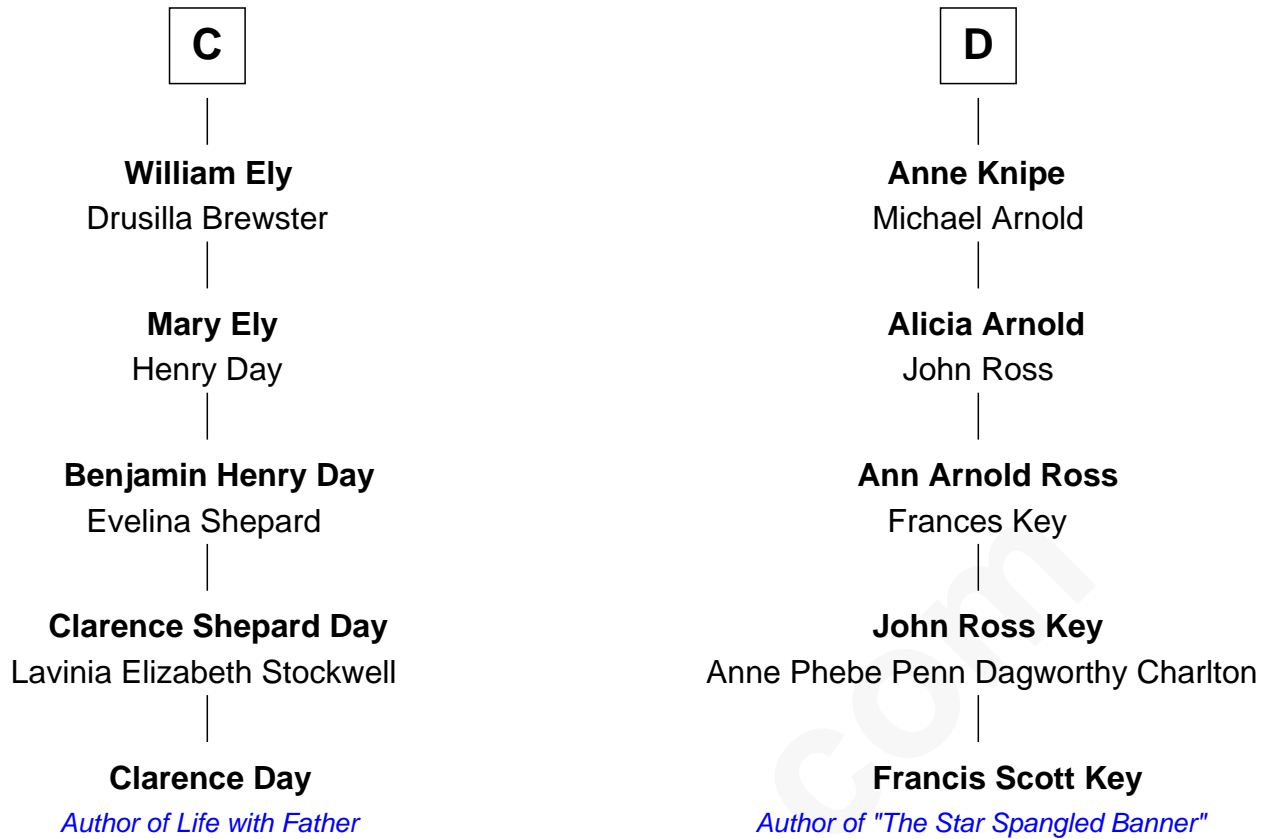 C
William Ely
Drusilla Brewster
Mary Ely
Henry Day
Benjamin Henry Day
Evelina Shepard
Clarence Shepard Day
Lavinia Elizabeth Stockwell
Clarence Day
Author of Life with Father
D
Anne Knipe
Michael Arnold
Alicia Arnold
John Ross
Ann Arnold Ross
Frances Key
John Ross Key
Anne Phebe Penn Dagworthy Charlton
Francis Scott Key
Author of "The Star Spangled Banner"
com